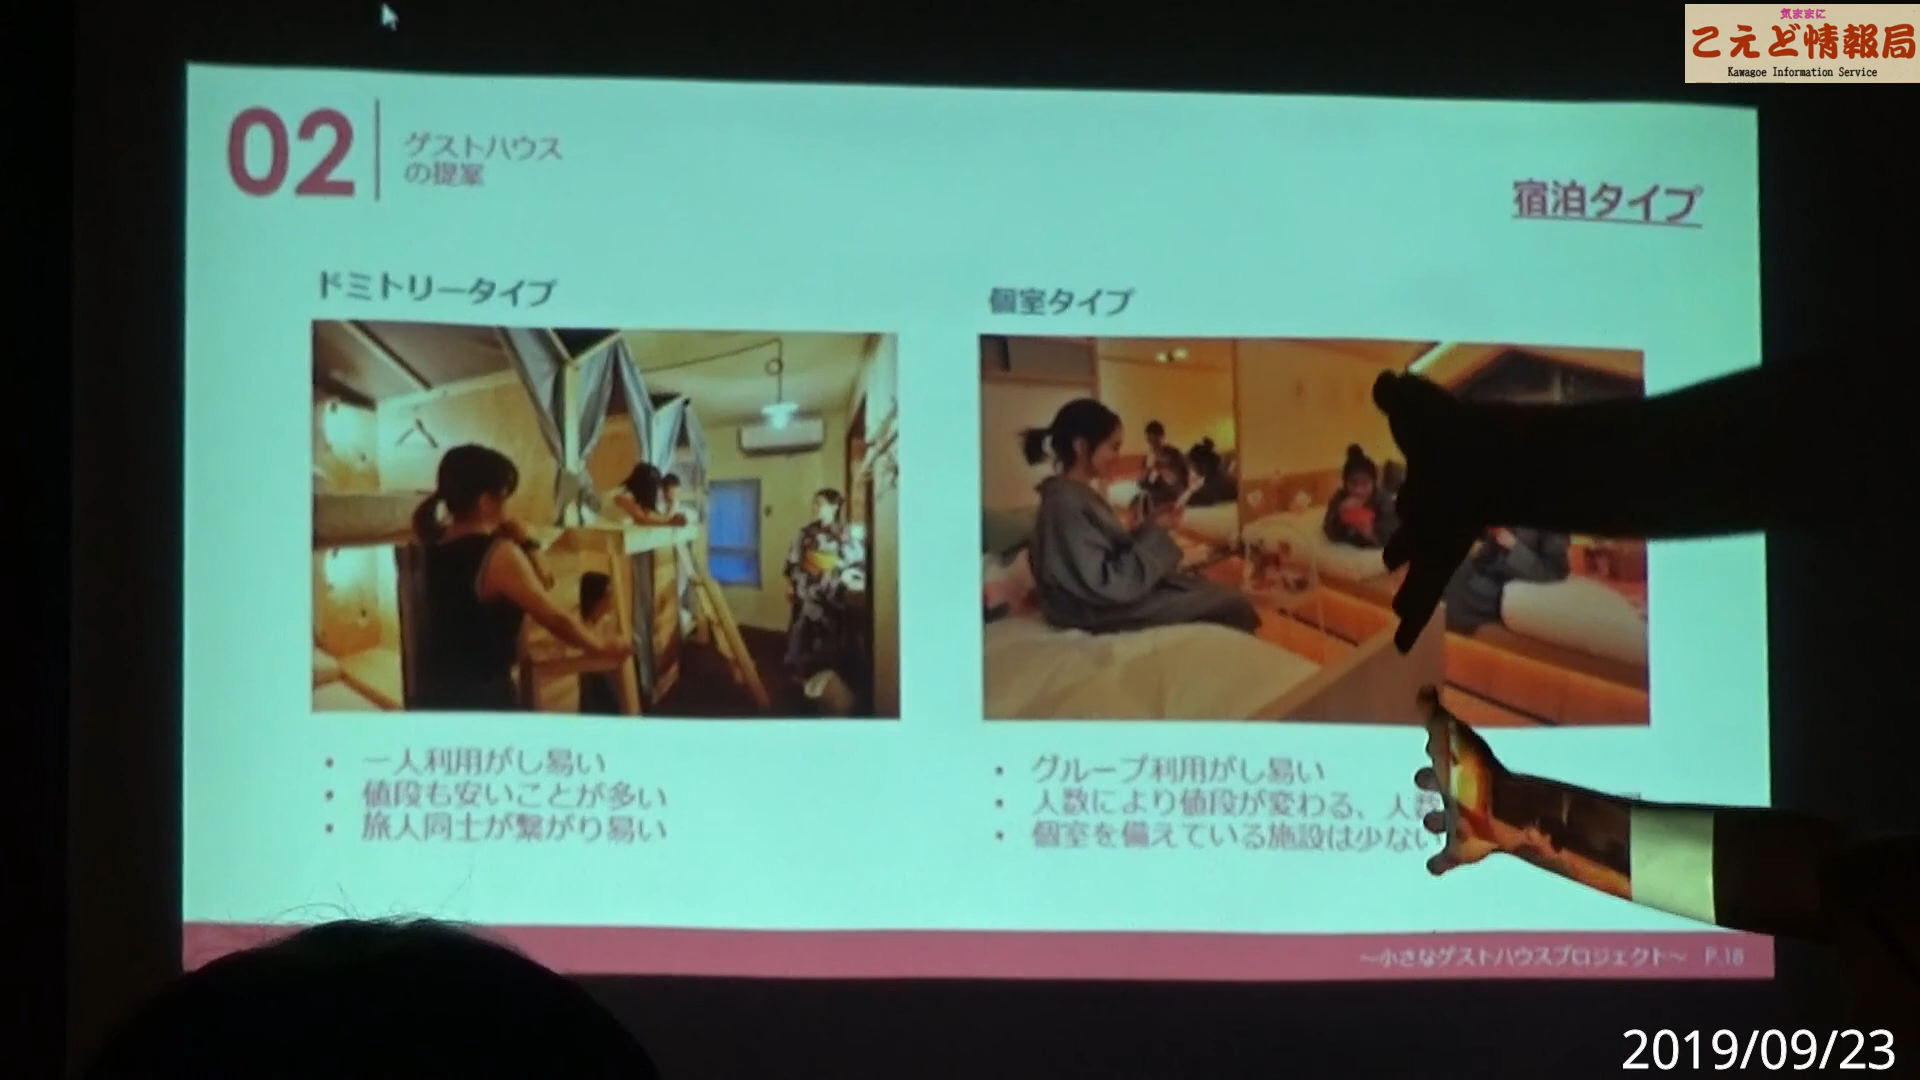 気ままに
こえど情報局
Kawagoe Information Service
02
ゲストハウス
の提案
宿泊タイプ
ドミトリータイプ
個室タイプ
• 一人利用がし易い
• 値段も安いことが多い
• 旅人同士が繋がり易い
• グループ利用がし易い
• 人数により値段が変わる、人数
• 個室を備えている施設は少ない
～小さなゲストハウスプロジェクト～ P.18
2019/09/23